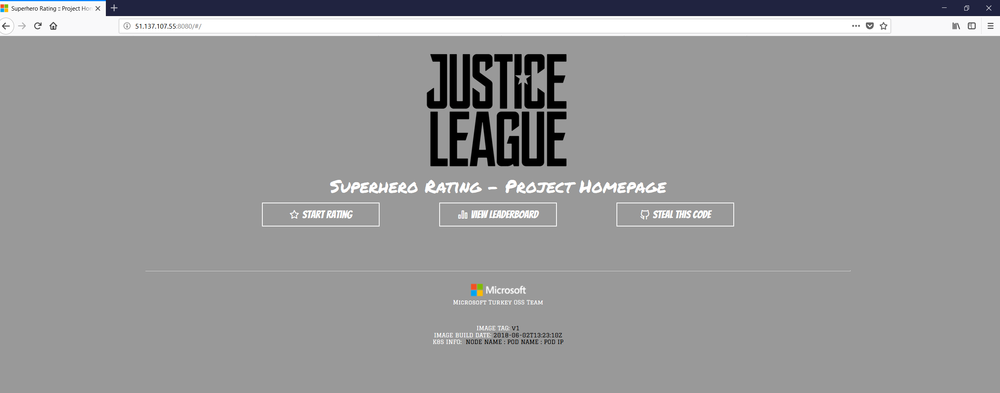 Superhero Rating :: Project Hom
51.137.107.55:8080/#/
JUSTICE
LEAGUE
Superhero Rating - Project Homepage
START RATING
VIEW LEADERBOARD
STEAL THIS CODE
Microsoft
Microsoft Turkey OSS Team
IMAGE TAG: V1
IMAGE BUILD DATE: 2018-06-02T13:23:10Z
K8S INFO: NODE NAME : POD NAME : POD IP